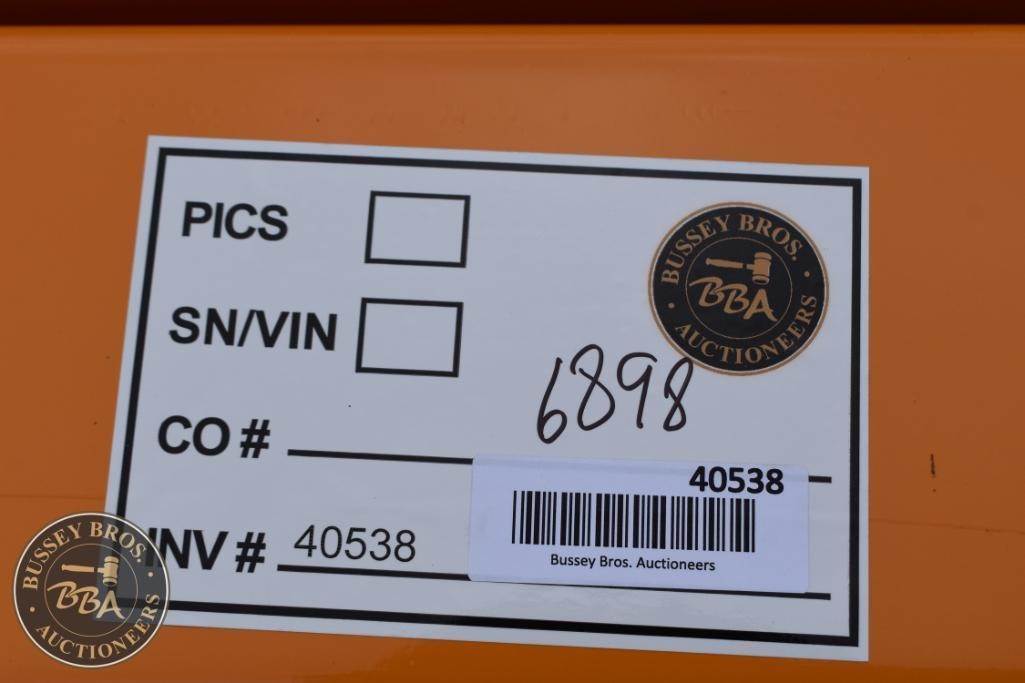 PICS
BUSSEY BROS.
BBA
AUCTIONEERS
SN/VIN
6898
CO #
40538
Bussey Bros. Auctioneers
INV # 40538
BUSSEY BROS.
BBA
AUCTIONEERS